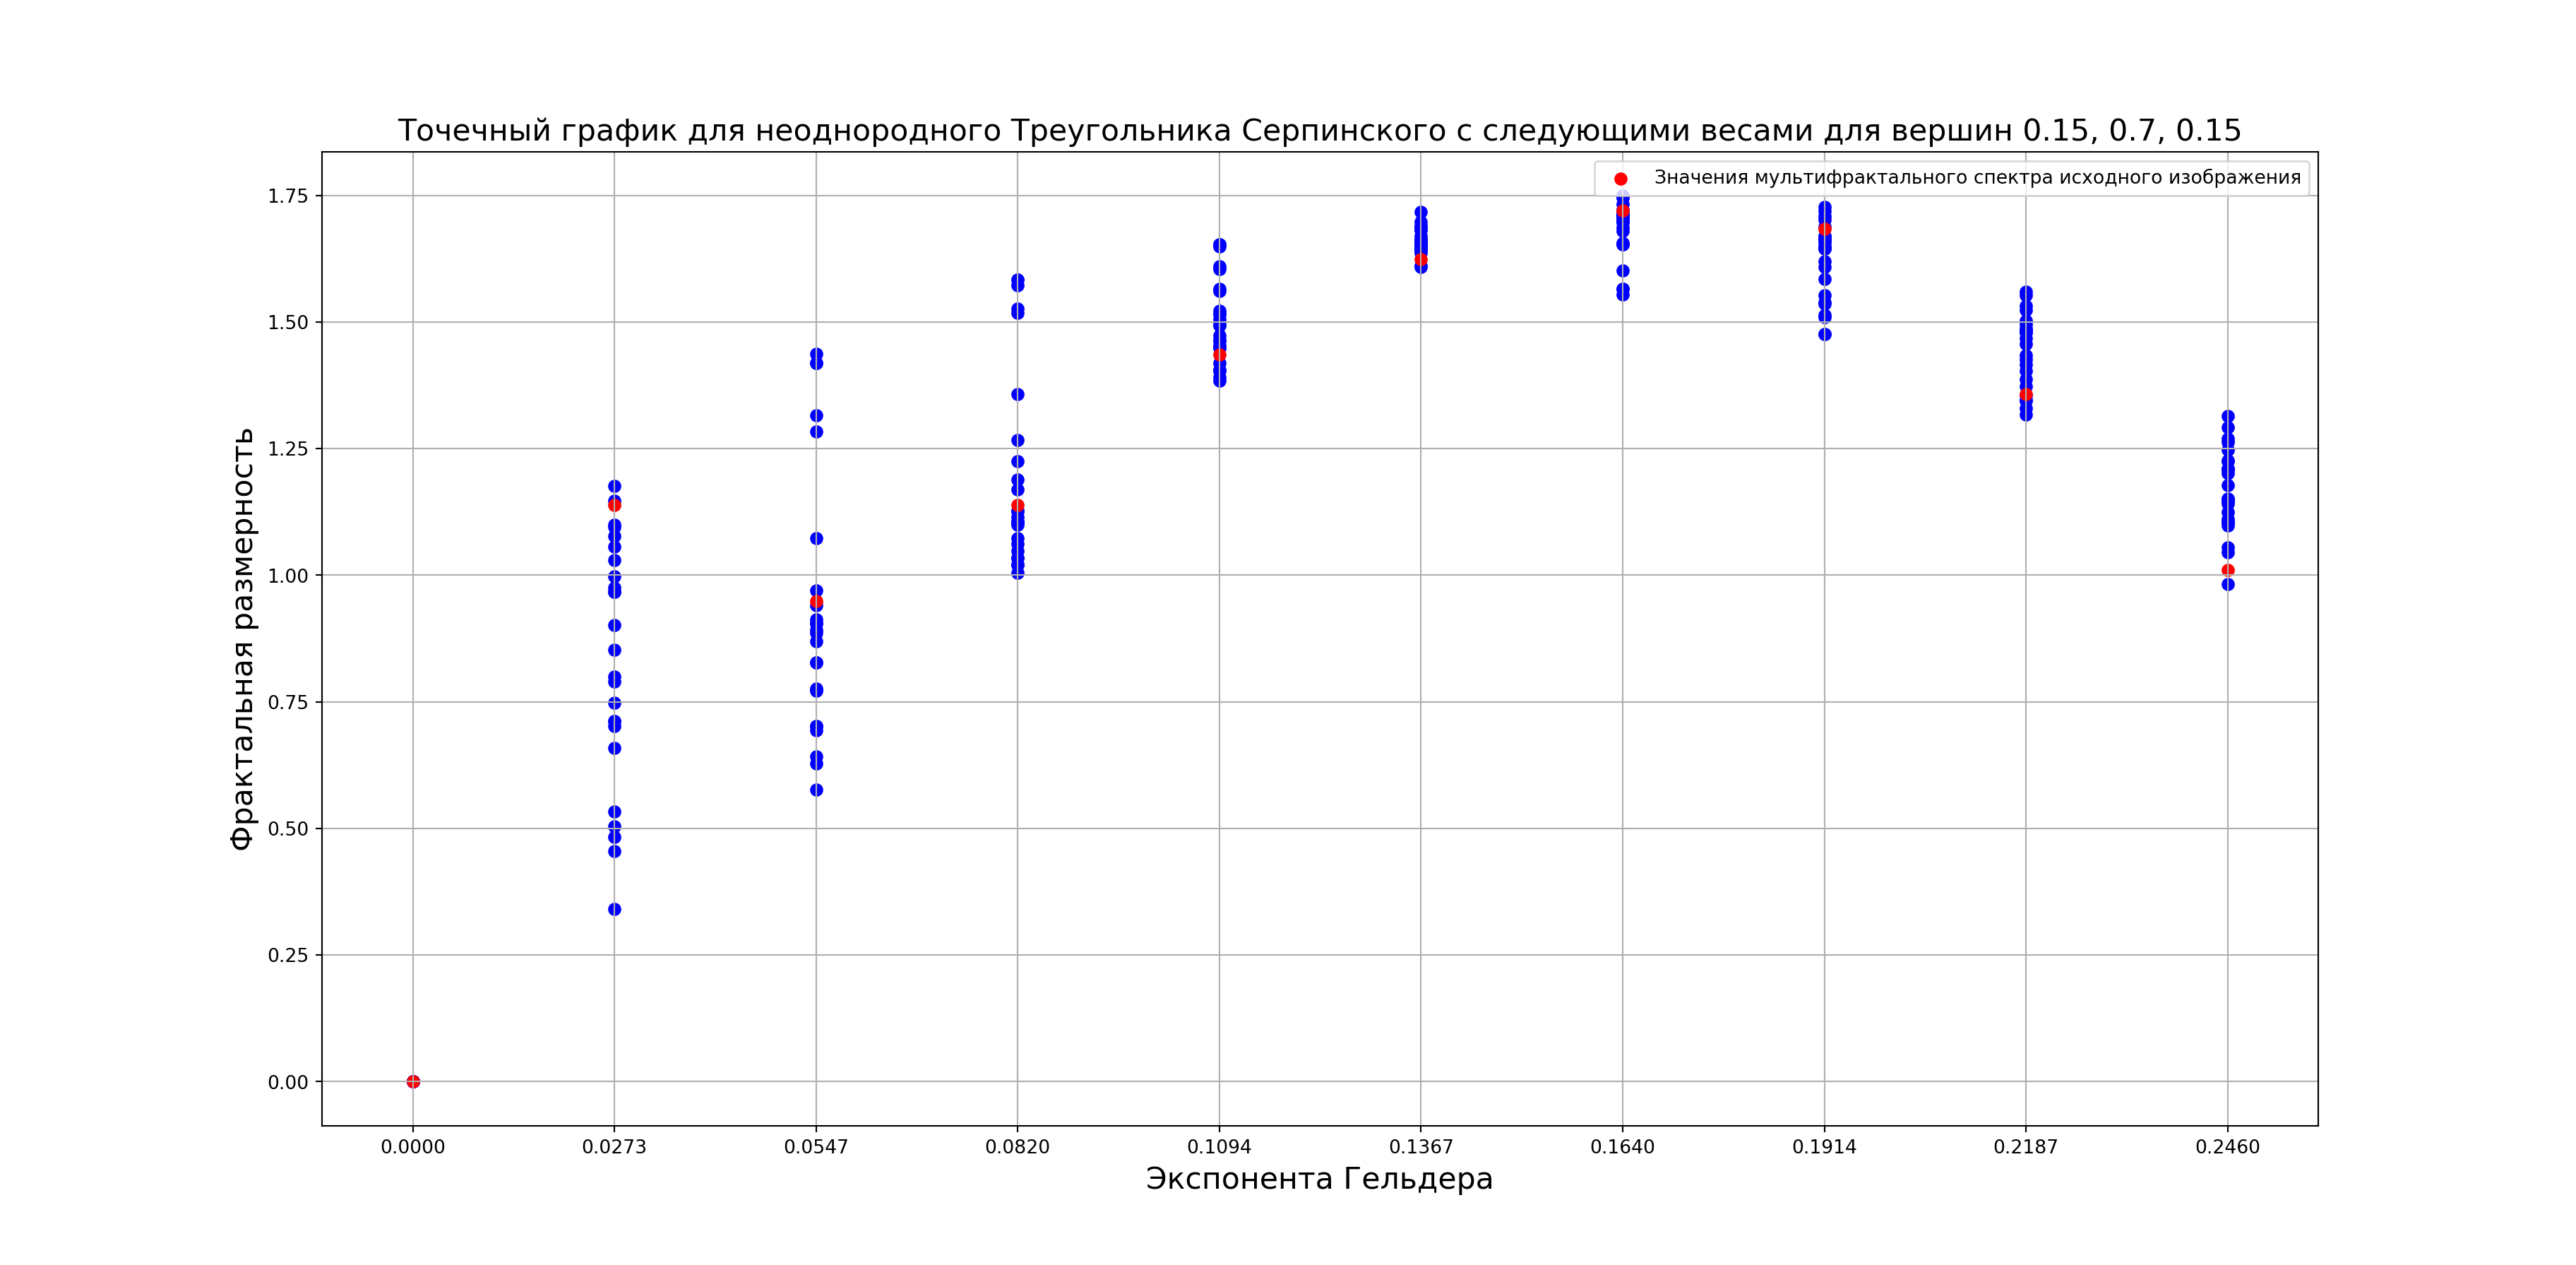 Точечный график для неоднородного Треугольника Серпинского с следующими весами для вершин 0.15, 0.7, 0.15
Значения мультифрактального спектра исходного изображения
Фрактальная размерность
1.75
1.50
1.25
1.00
0.75
0.50
0.25
0.00
0.0000 0.0273 0.0547 0.0820 0.1094 0.1367 0.1640 0.1914 0.2187 0.2460
Экспонента Гельдера